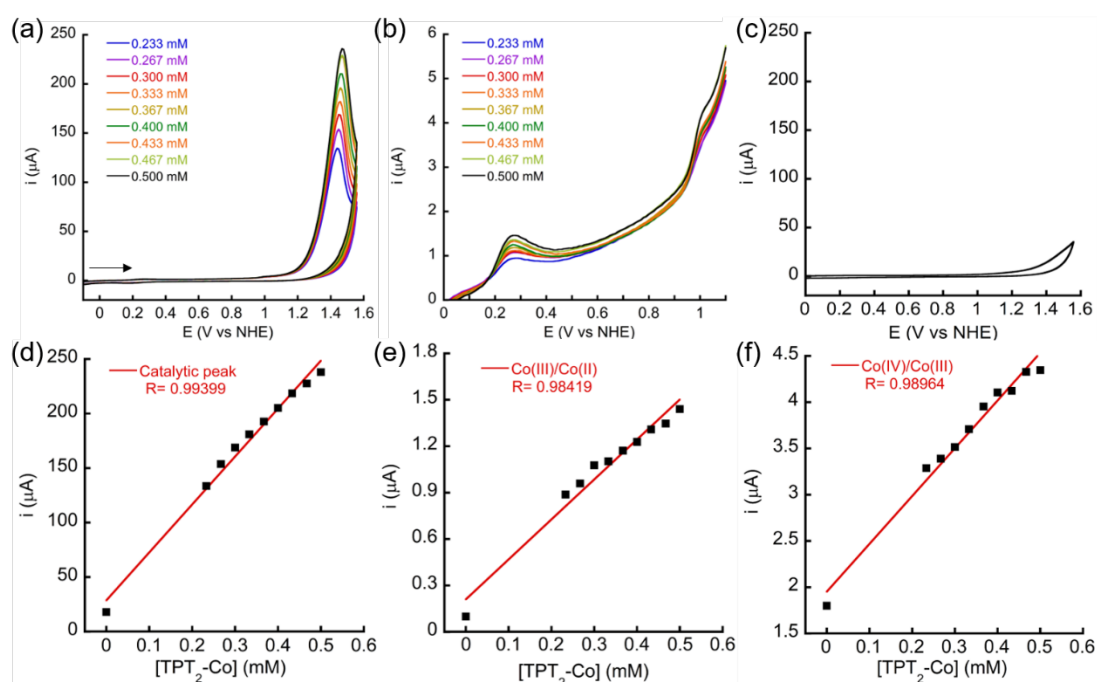 (a)
0.233 mM
0.267 mM
0.300 mM
0.333 mM
0.367 mM
0.400 mM
0.433 mM
0.467 mM
0.500 mM
250
200
150
100
50
0
i (μA)
0 0.2 0.4 0.6 0.8 1 1.2 1.4 1.6
E (V vs NHE)
(b)
0.233 mM
0.267 mM
0.300 mM
0.333 mM
0.367 mM
0.400 mM
0.433 mM
0.467 mM
0.500 mM
6
5
4
3
2
1
0
i (μA)
0 0.2 0.4 0.6 0.8 1
E (V vs NHE)
(c)
250
200
150
100
50
0
i (μA)
0 0.2 0.4 0.6 0.8 1 1.2 1.4 1.6
E (V vs NHE)
(d)
Catalytic peak
R= 0.99399
250
200
150
100
50
0
i (μA)
0 0.1 0.2 0.3 0.4 0.5 0.6
[TPT2-Co] (mM)
(e)
Co(III)/Co(II)
R= 0.98419
1.8
1.5
1.2
0.9
0.6
0.3
0
i (μA)
0 0.1 0.2 0.3 0.4 0.5 0.6
[TPT2-Co] (mM)
(f)
Co(IV)/Co(III)
R= 0.98964
4.5
4
3.5
3
2.5
2
1.5
i (μA)
0 0.1 0.2 0.3 0.4 0.5 0.6
[TPT2-Co] (mM)